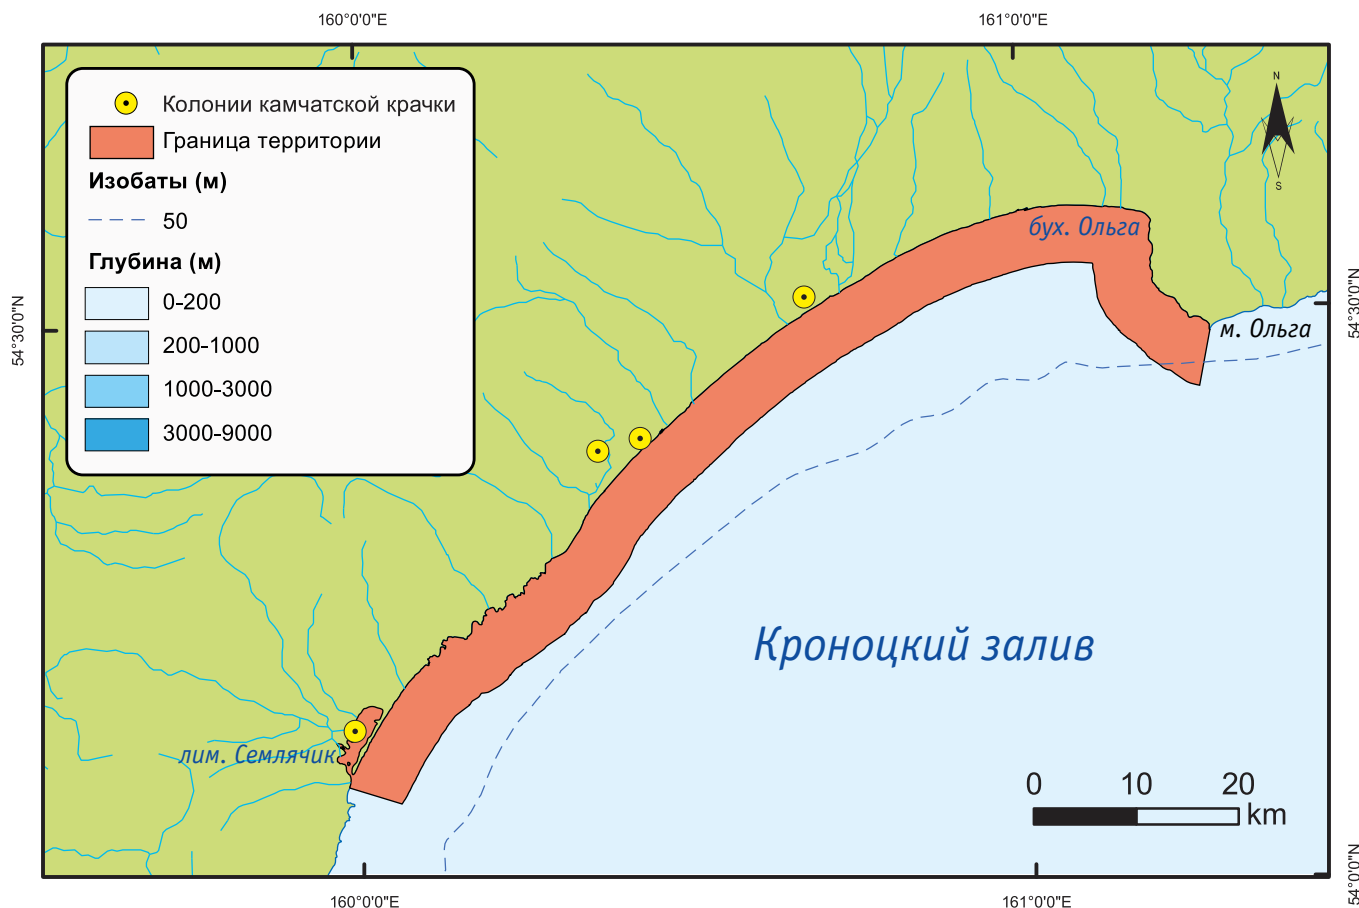 160°0'0"E
161°0'0"E
N
S
Колонии камчатской крачки
Граница территории
Изобаты (м)
50
Глубина (м)
0-200
200-1000
1000-3000
3000-9000
54°30'0"N
54°30'0"N
бух. Ольга
м. Ольга
Кроноцкий залив
лим. Семлячик
0 10 20
km
54°0'0"N
160°0'0"E
161°0'0"E